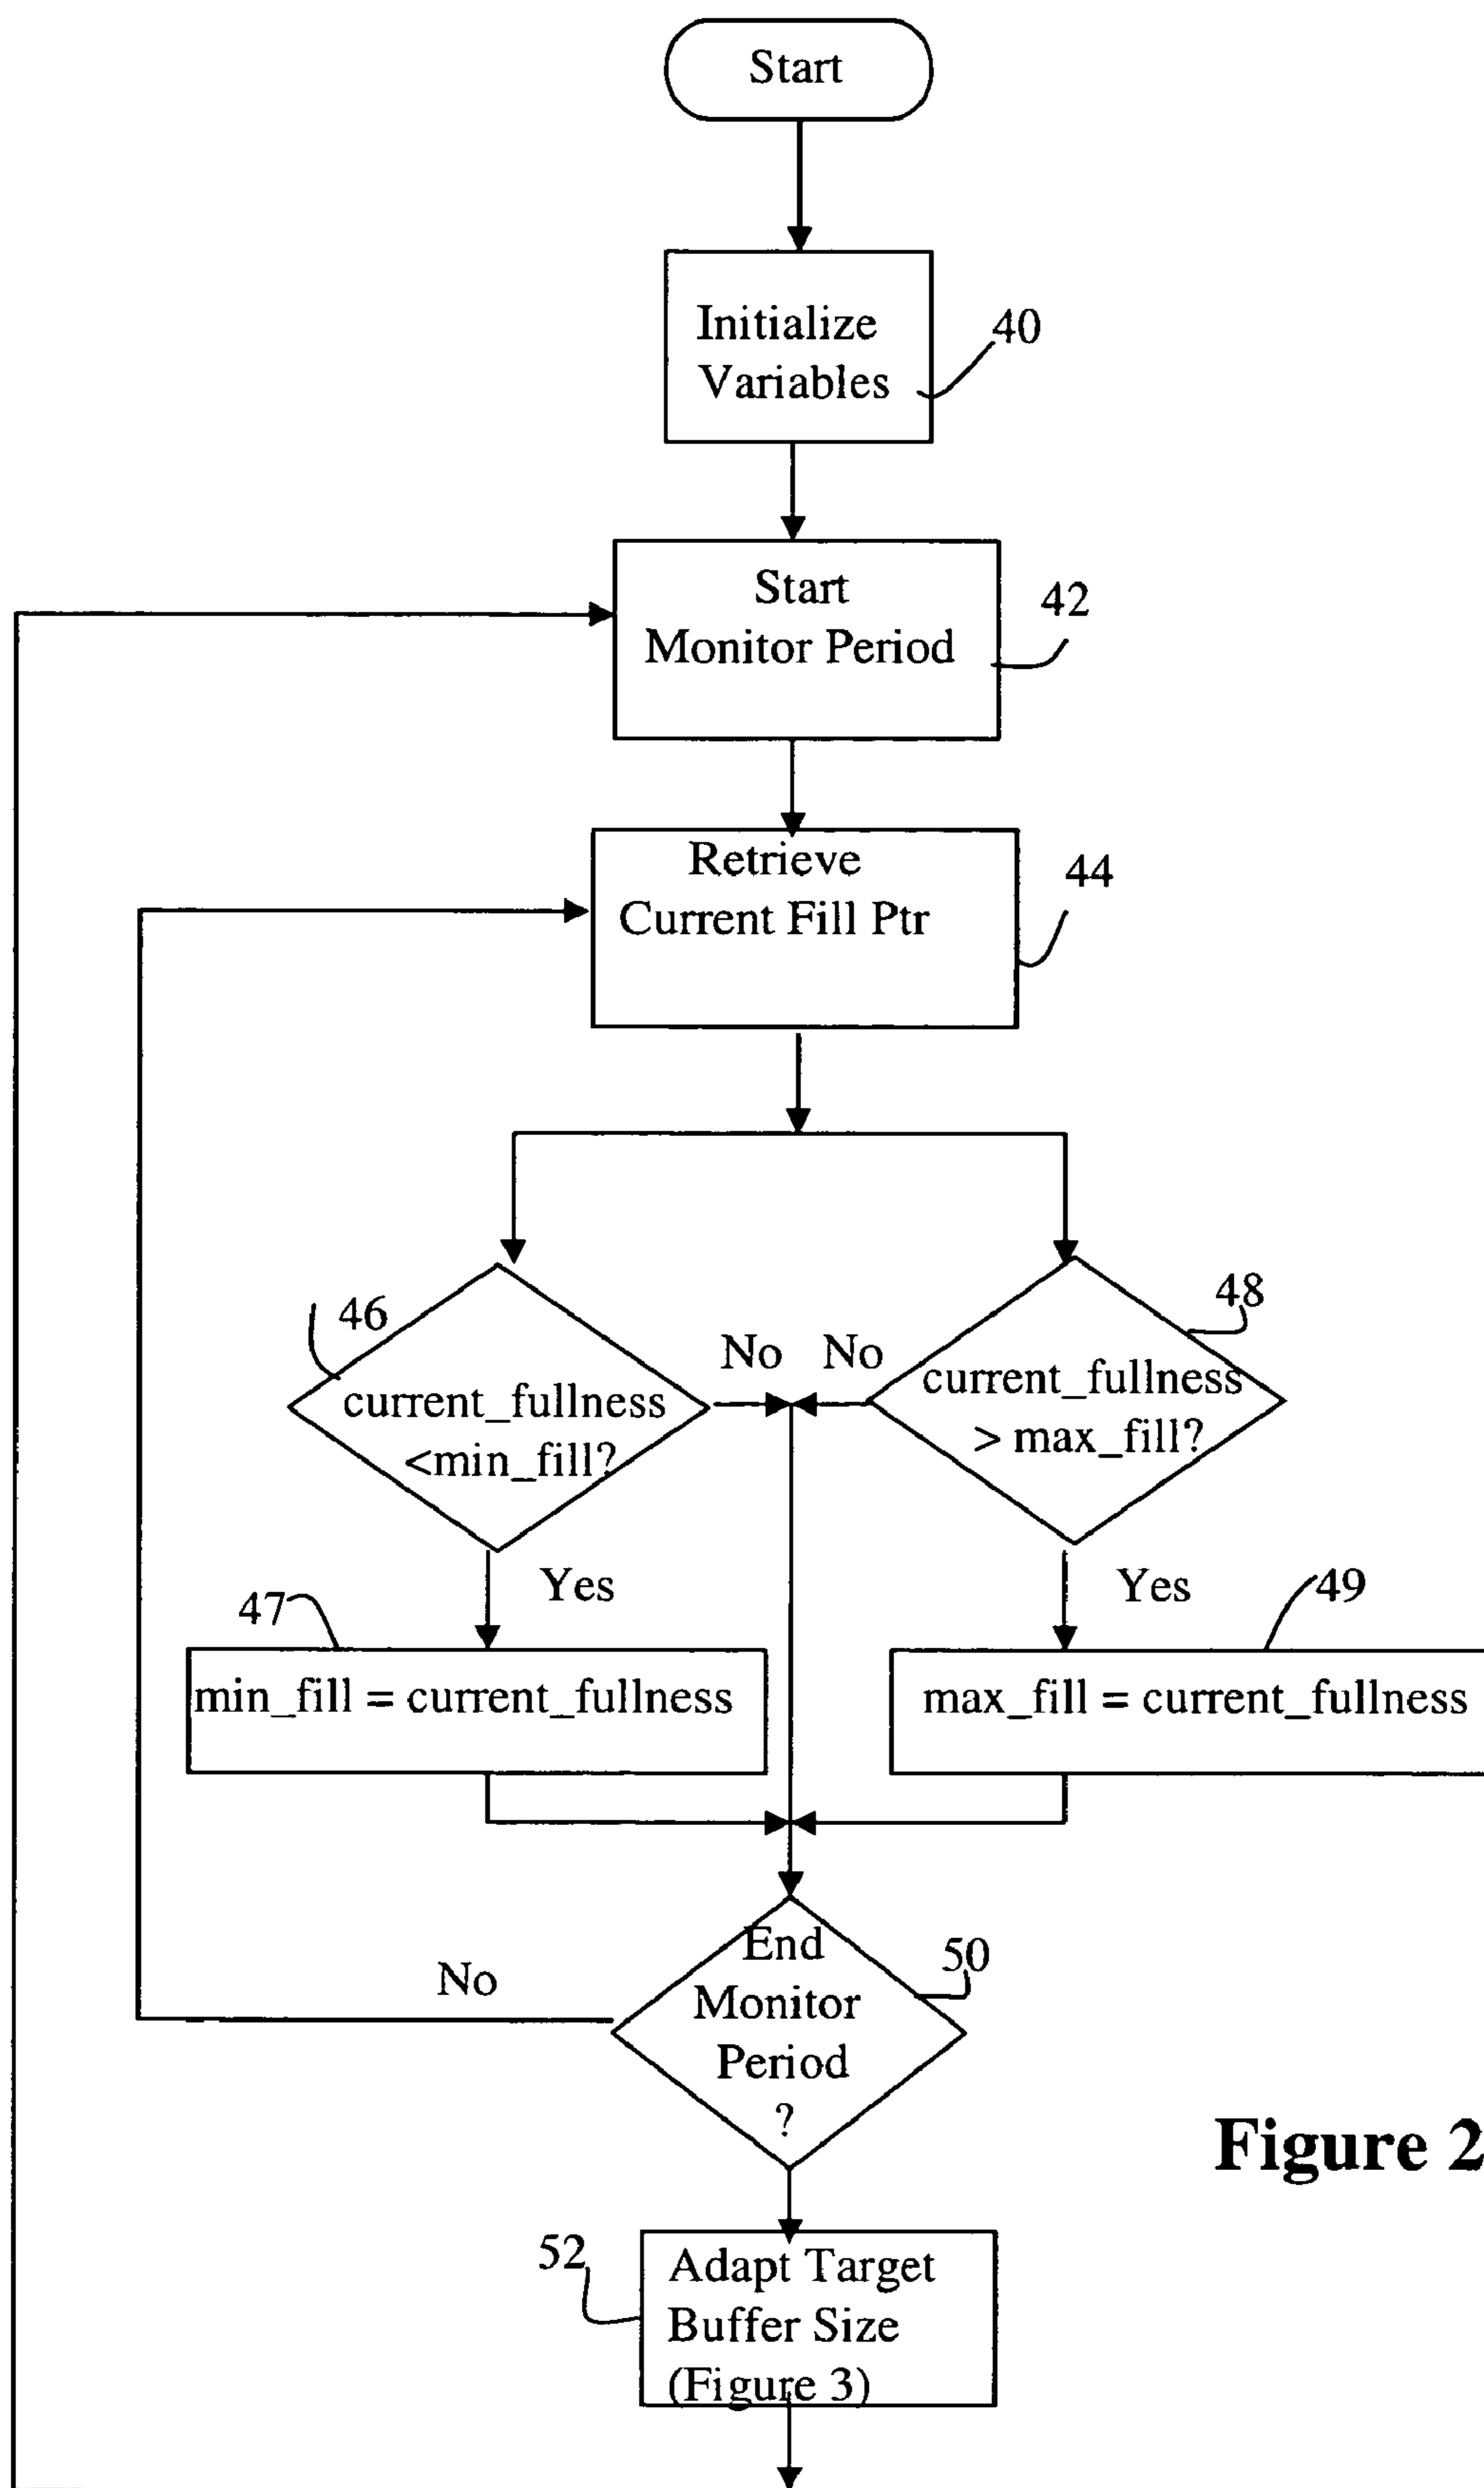 Start
Initialize
Variables
40
Start
Monitor Period
42
Retrieve
Current Fill Ptr
44
46
current_fullness
<min_fill?
No
No
48
current_fullness
> max_fill?
Yes
Yes
47
min_fill = current_fullness
49
max_fill = current_fullness
End
Monitor
Period
?
50
No
Figure 2
52
Adapt Target
Buffer Size
(Figure 3)